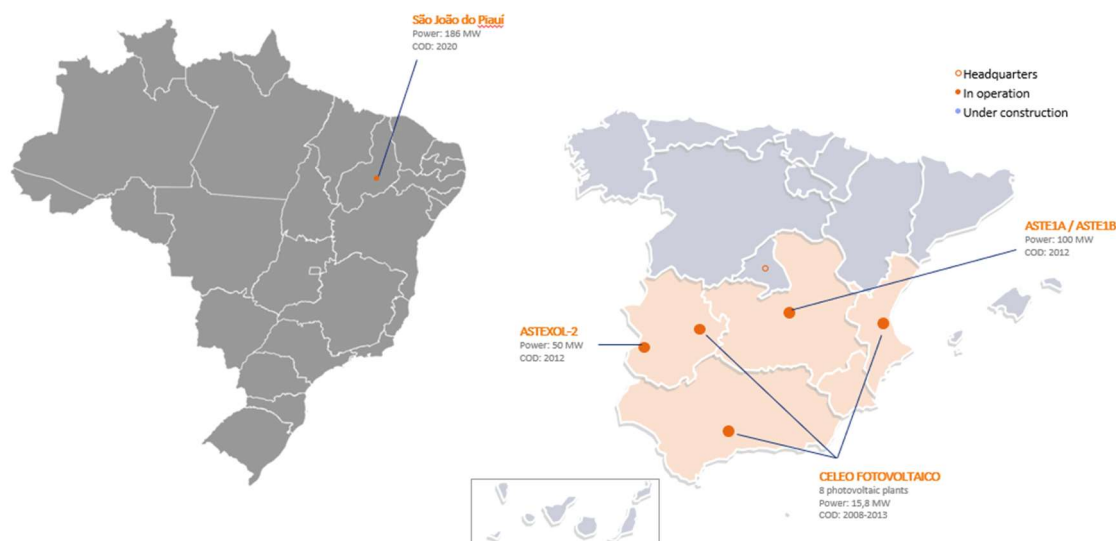 São João do Piauí
Power: 186 MW
COD: 2020
Headquarters
In operation
Under construction
ASTE1A / ASTE1B
Power: 100 MW
COD: 2012
ASTEXOL-2
Power: 50 MW
COD: 2012
CELEO FOTOVOLTAICO
8 photovoltaic plants
Power: 15,8 MW
COD: 2008-2013